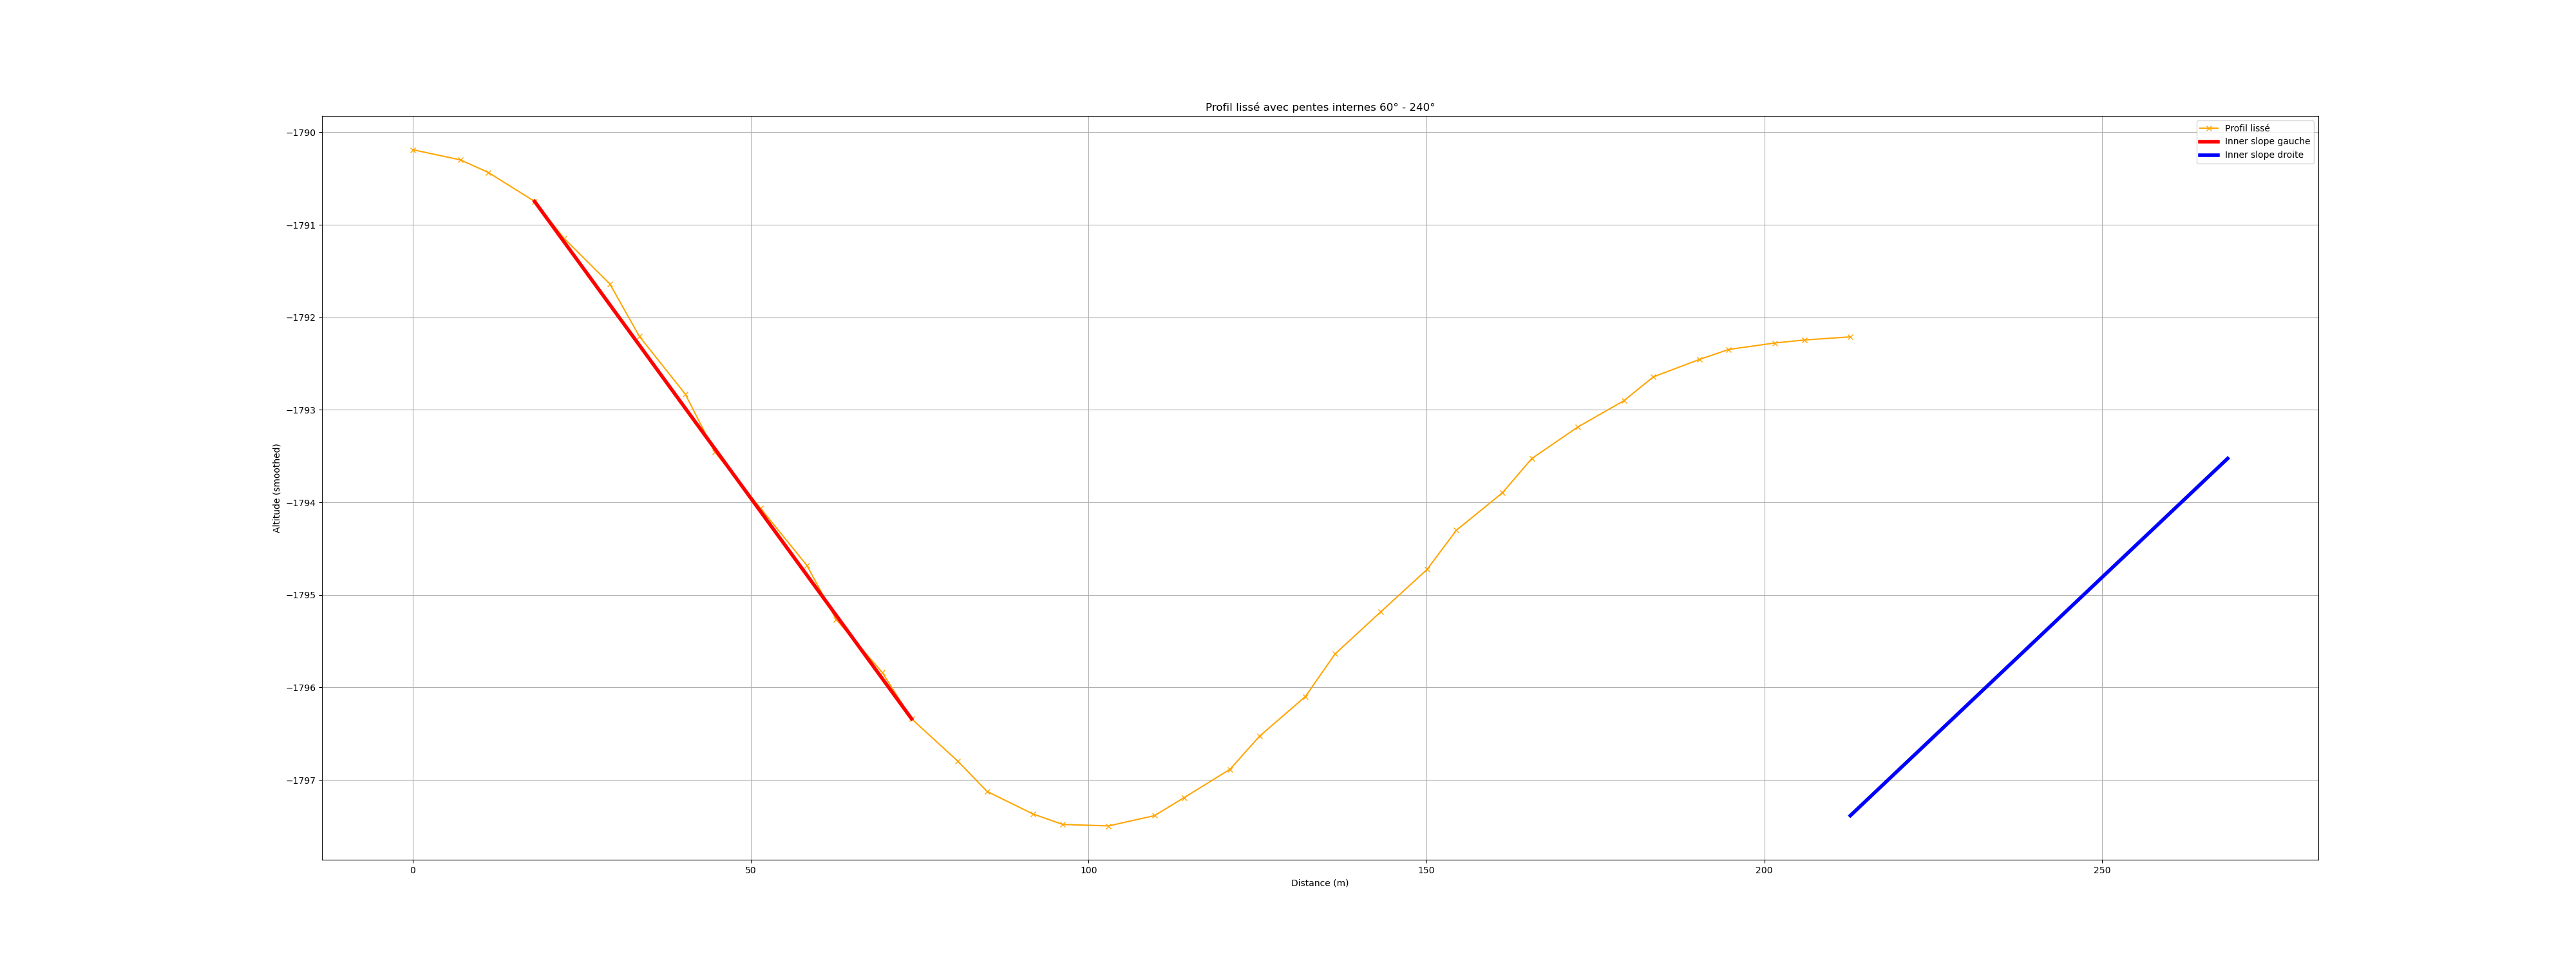 Profil lissé avec pentes internes 60° - 240°
Profil lissé
Inner slope gauche
Inner slope droite
Altitude (smoothed)
−1790
−1791
−1792
−1793
−1794
−1795
−1796
−1797
0 50 100 150 200 250
Distance (m)